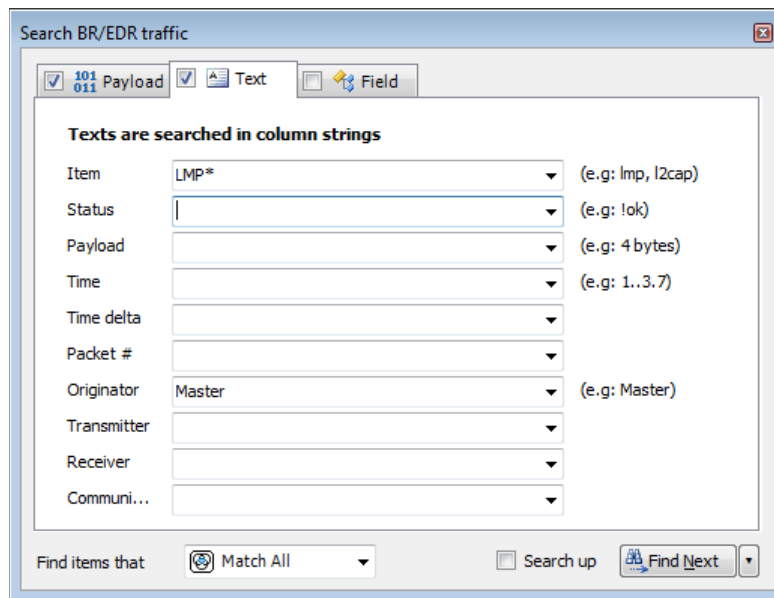 Search BR/EDR traffic
101 011 Payload Text Field
Texts are searched in column strings
Item LMP* (e.g: lmp, l2cap)
Status (e.g: !ok)
Payload (e.g: 4 bytes)
Time (e.g: 1..3.7)
Time delta
Packet #
Originator Master (e.g: Master)
Transmitter
Receiver
Communi...
Find items that Match All Search up Find Next